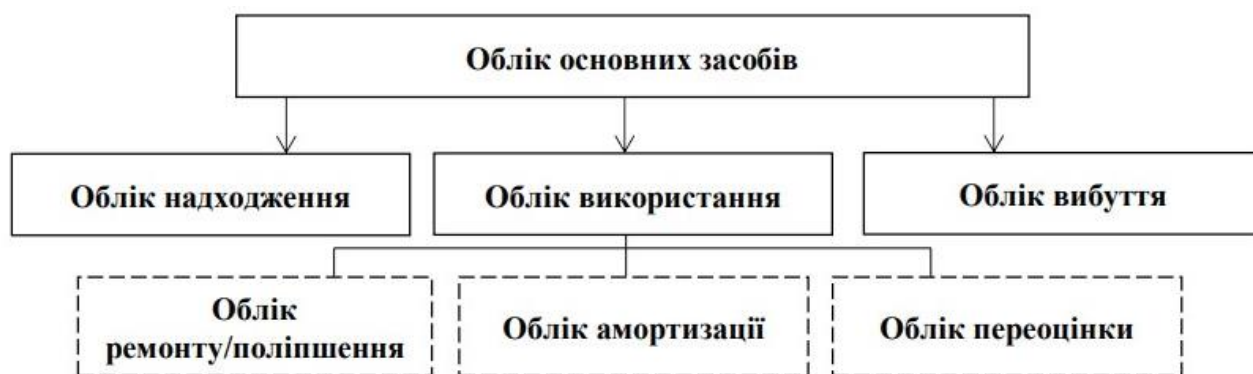 Облік основних засобів
Облік надходження
Облік використання
Облік вибуття
Облік
ремонту/поліпшення
Облік амортизації
Облік переоцінки